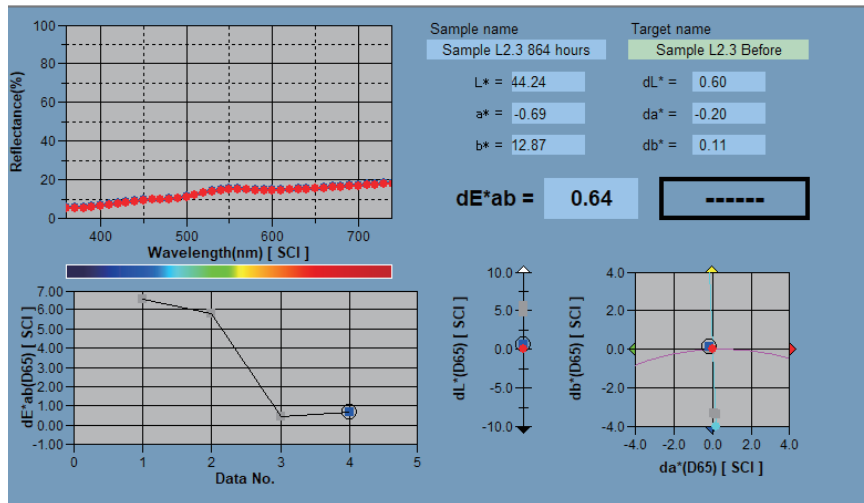 Sample name
Target name
Sample L2.3 864 hours
Sample L2.3 Before
L* = 44.24
dL* = 0.60
a* = -0.69
da* = -0.20
b* = 12.87
db* = 0.11
dE*ab = 0.64
------
Reflectance(%)
100
80
60
40
20
0
400 500 600 700
Wavelength(nm) [ SCI ]
dE*ab(D65) [ SCI ]
7.00
6.00
5.00
4.00
3.00
2.00
1.00
0.00
-1.00
0 1 2 3 4 5
Data No.
dL*(D65) [ SCI ]
10.0
5.0
0.0
-5.0
-10.0
db*(D65) [ SCI ]
4.0
2.0
0.0
-2.0
-4.0
-4.0 -2.0 0.0 2.0 4.0
da*(D65) [ SCI ]